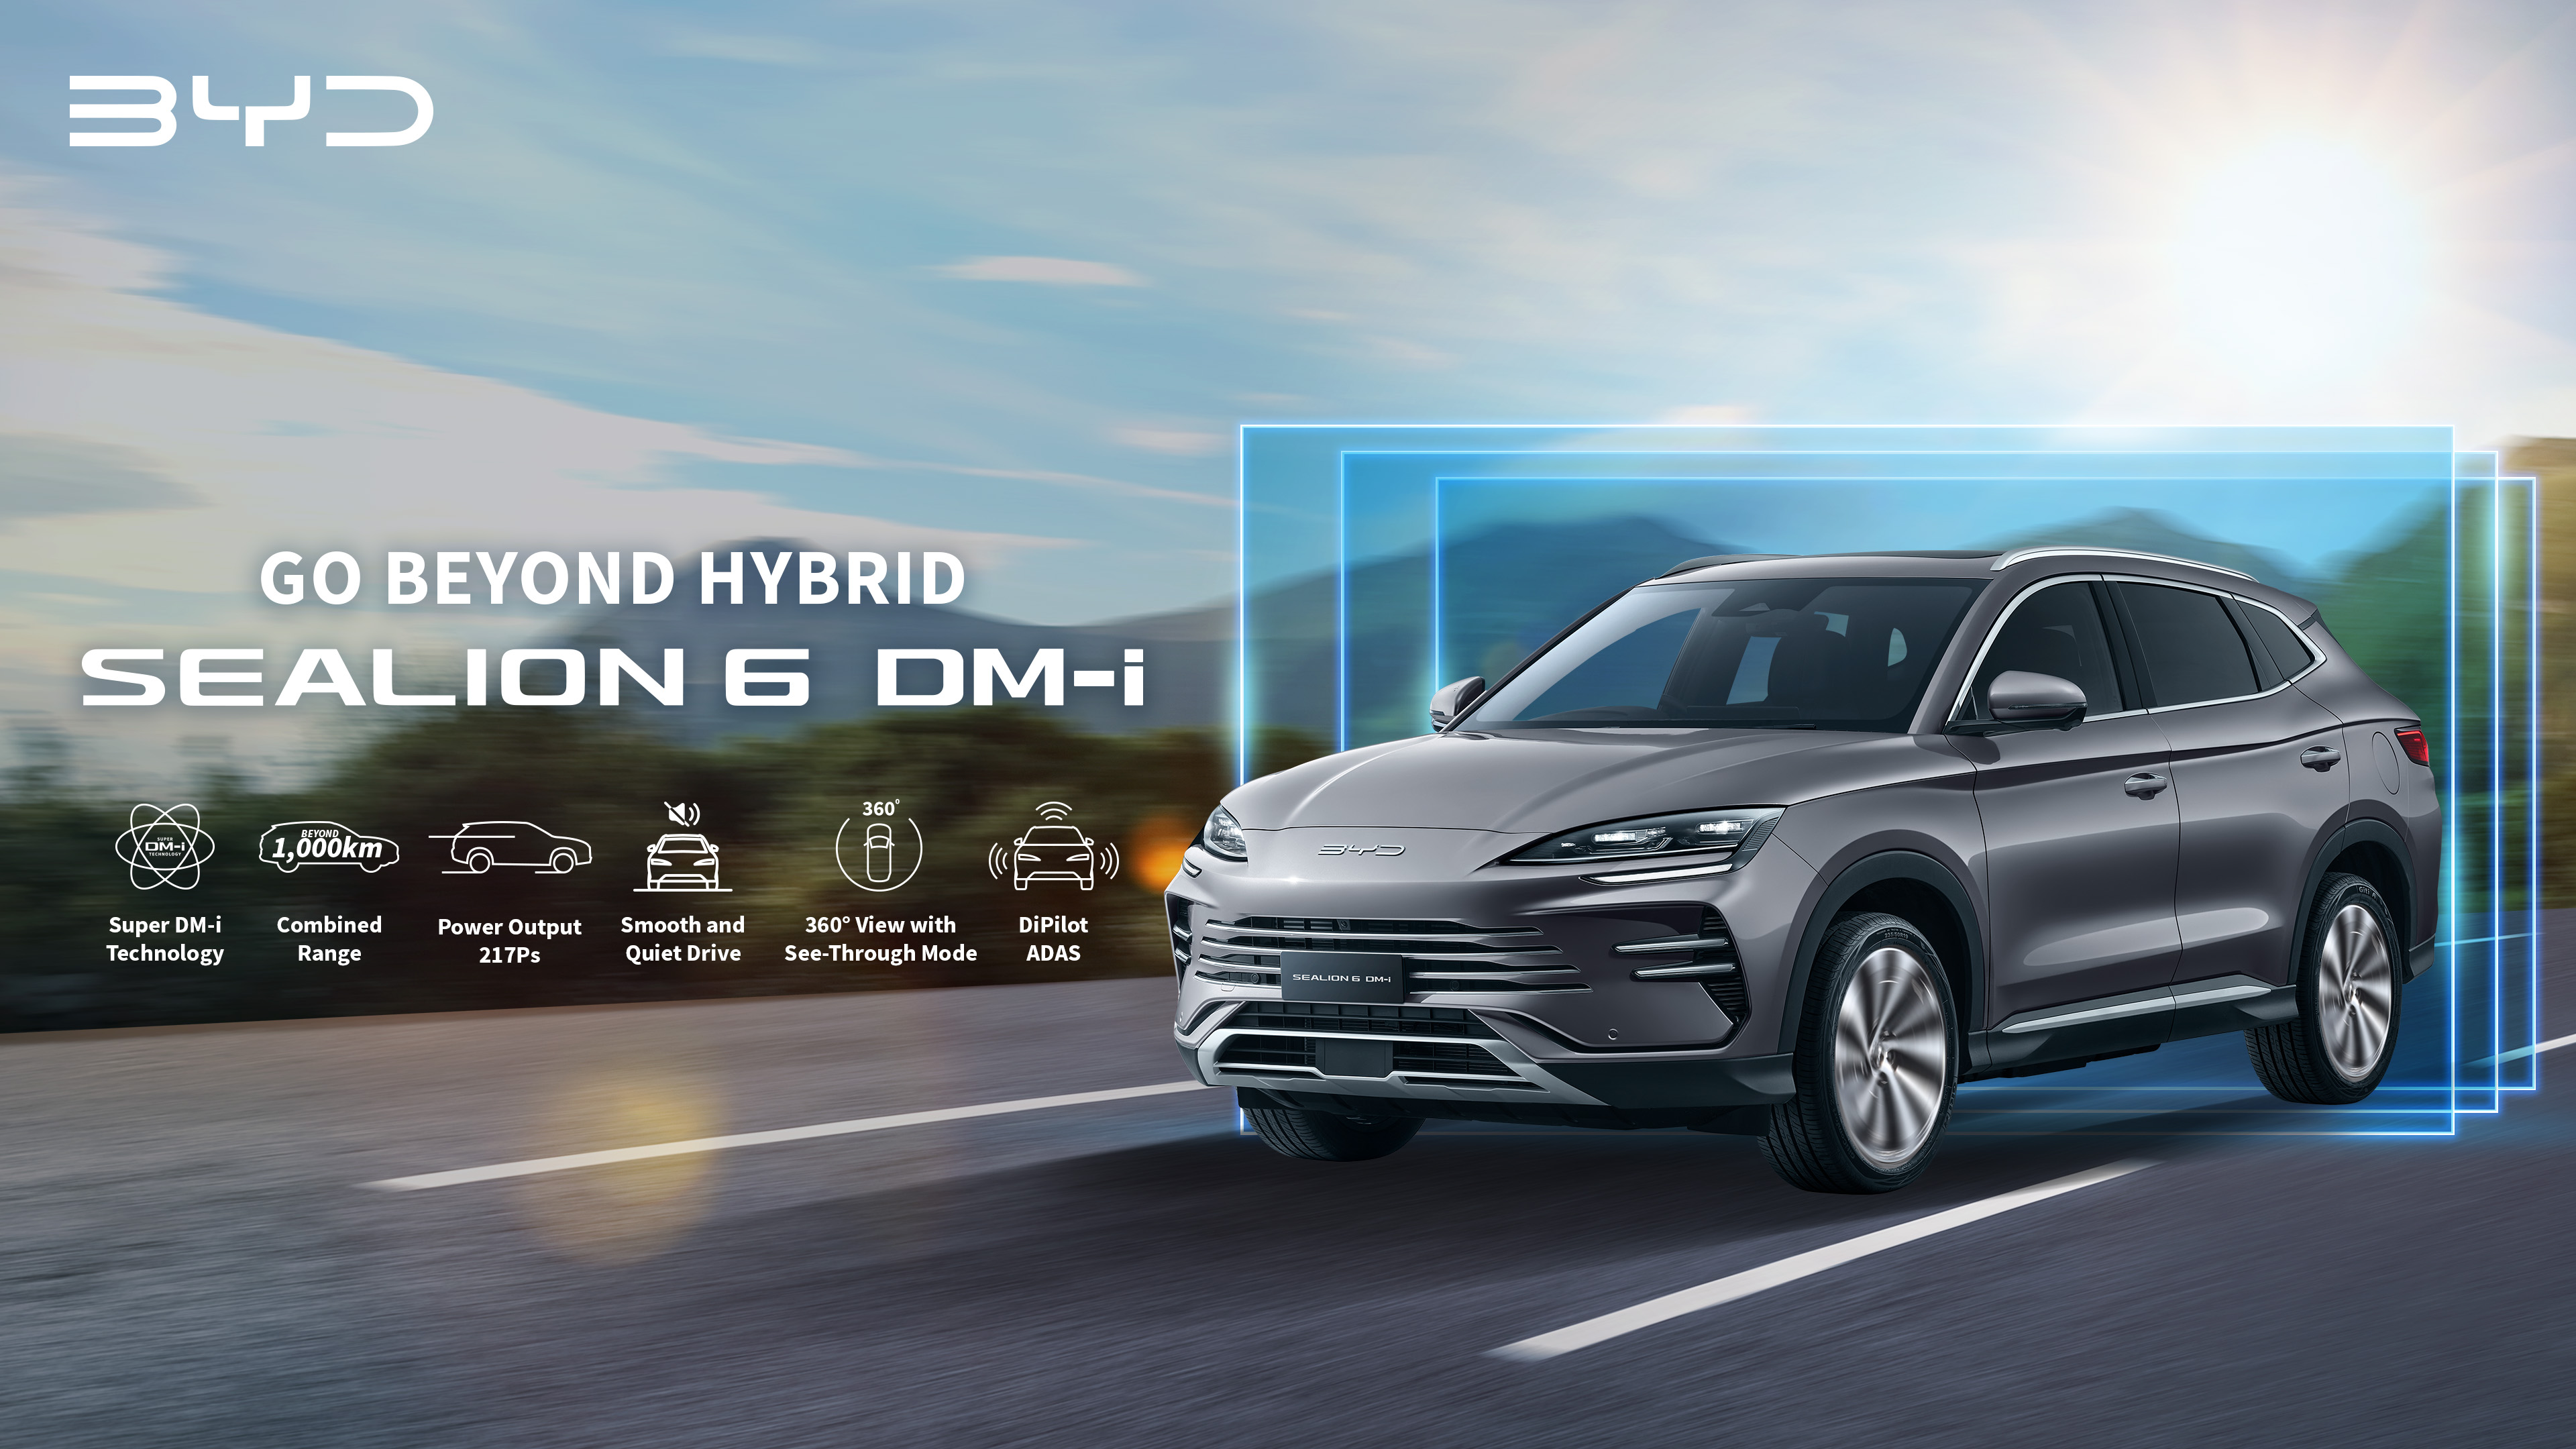 BYD
GO BEYOND HYBRID
SEALION 6 DM-i
SUPER
DM-i
TECHNOLOGY
BEYOND
1,000km
360°
Super DM-i
Technology
Combined
Range
Power Output
217Ps
Smooth and
Quiet Drive
360° View with
See-Through Mode
DiPilot
ADAS
BYD
SEALION 6 DM-i